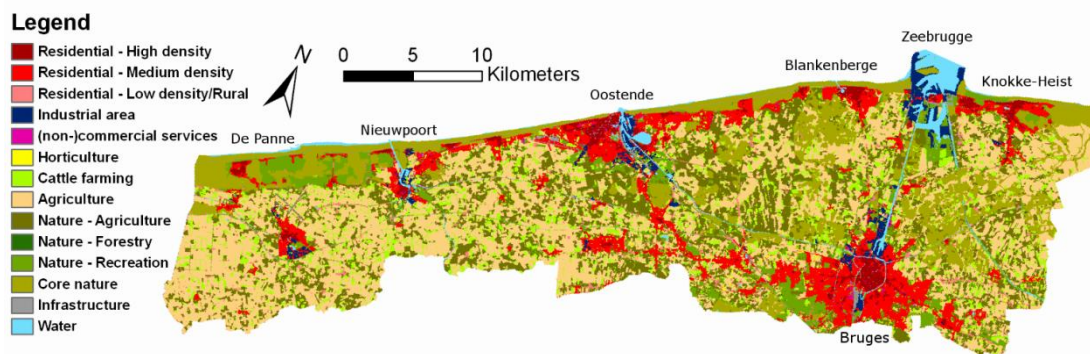 Legend
Residential - High density
Residential - Medium density
Residential - Low density/Rural
Industrial area
(non-)commercial services
Horticulture
Cattle farming
Agriculture
Nature - Agriculture
Nature - Forestry
Nature - Recreation
Core nature
Infrastructure
Water
N
0 5 10
Kilometers
De Panne
Nieuwpoort
Oostende
Blankenberge
Zeebrugge
Knokke-Heist
Bruges